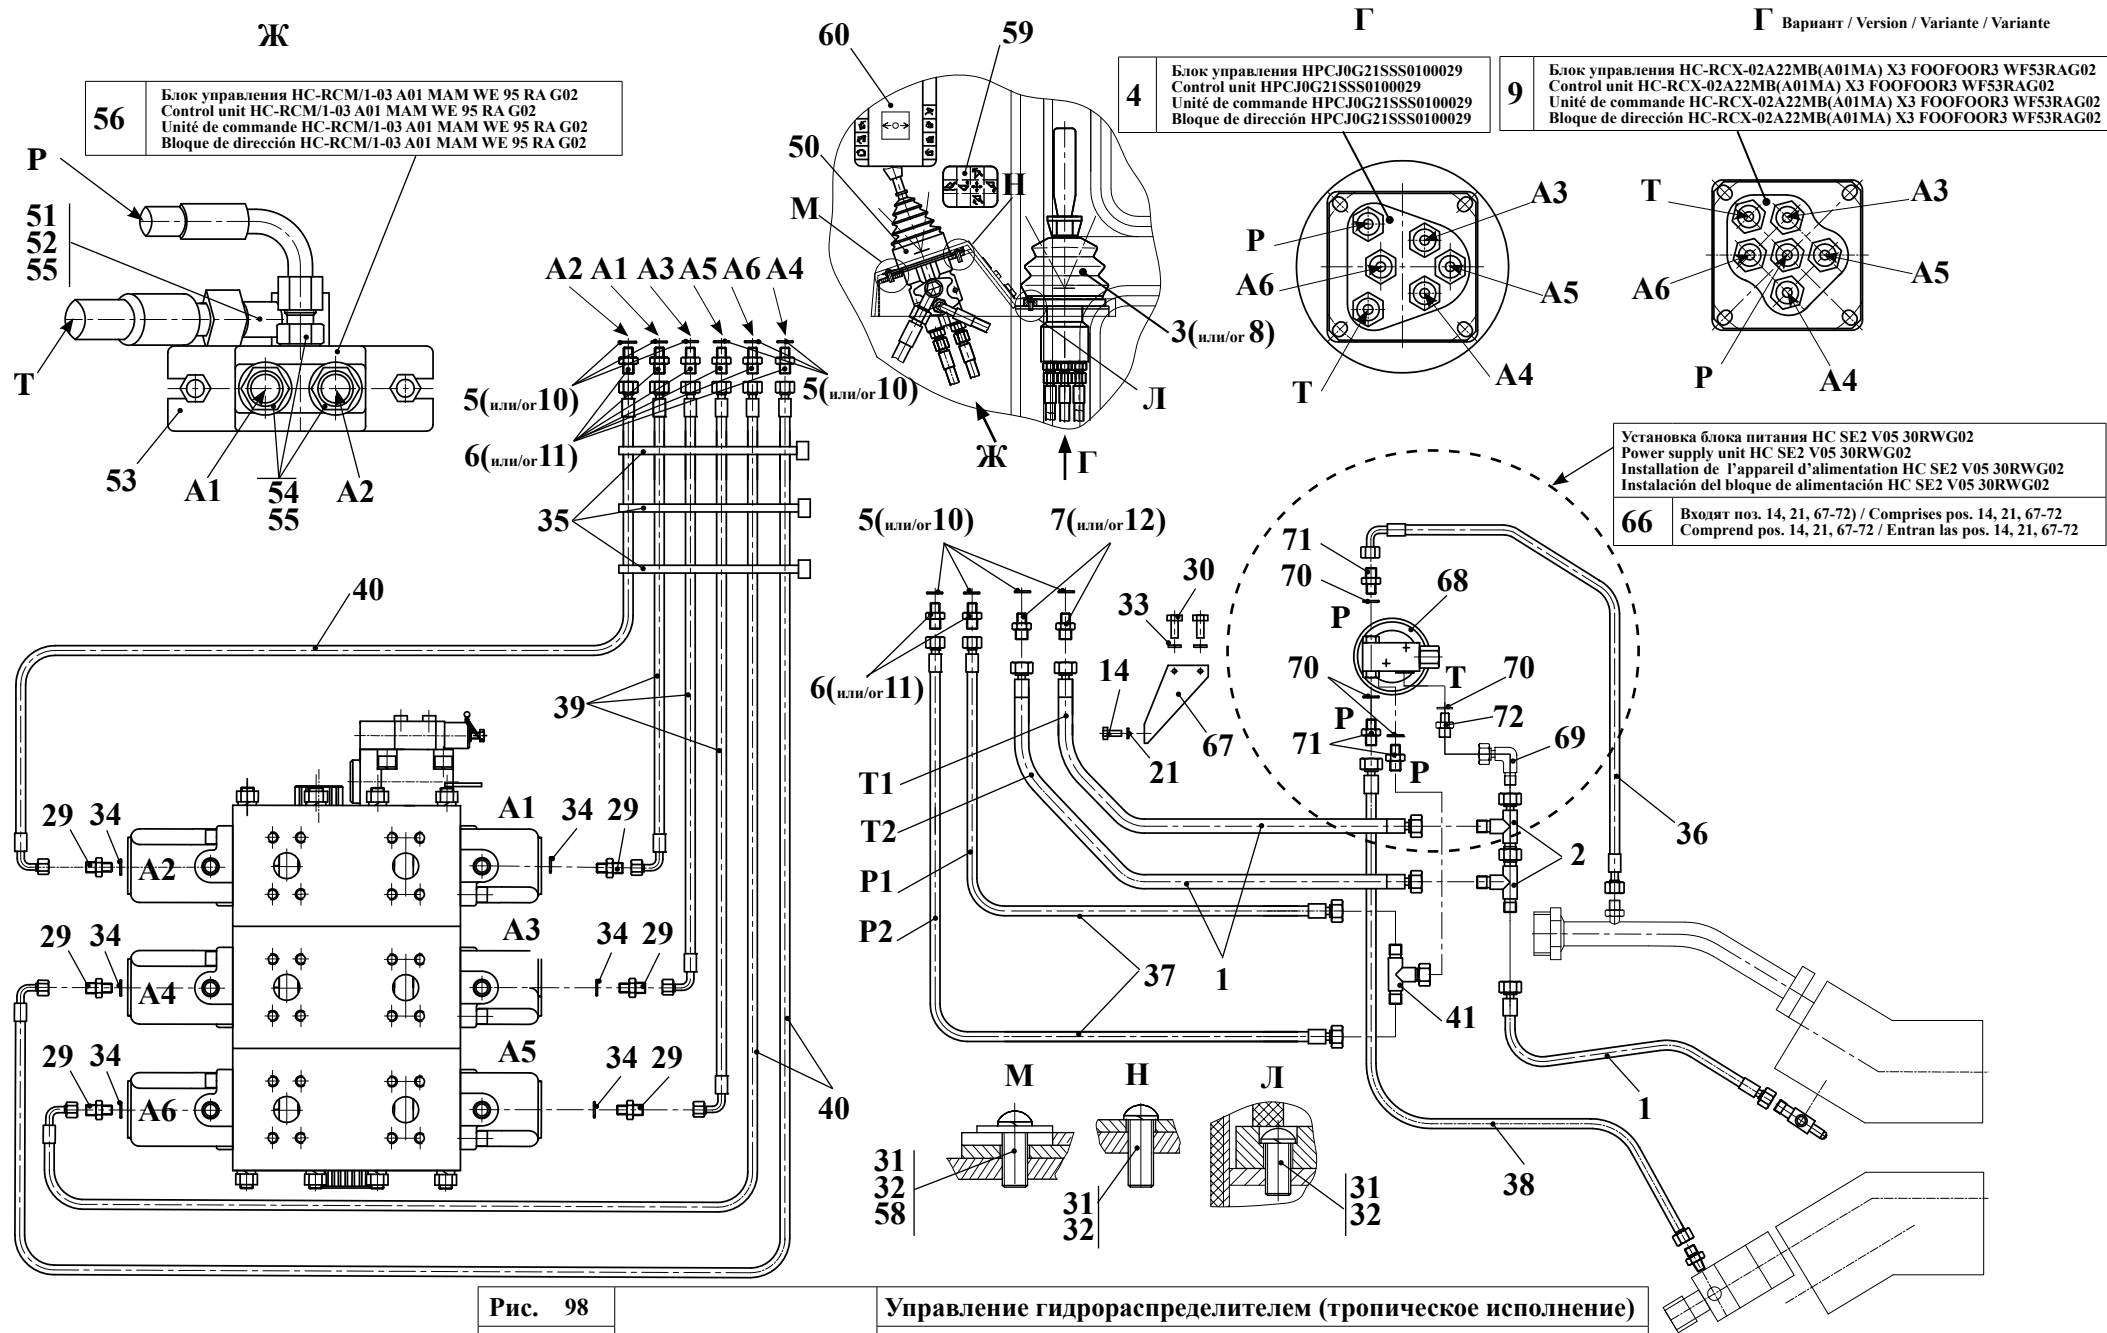 Ж
56
Блок управления HC-RCM/1-03 A01 MAM WE 95 RA G02
Control unit HC-RCM/1-03 A01 MAM WE 95 RA G02
Unité de commande HC-RCM/1-03 A01 MAM WE 95 RA G02
Bloque de dirección HC-RCM/1-03 A01 MAM WE 95 RA G02
P
51
52
55
T
53
A1
54
55
A2
A2 A1 A3 A5 A6 A4
5(или/or 10)
5(или/or 10)
6(или/or 11)
35
40
39
60
59
50
М
Н
3(или/or 8)
Л
Ж
Г
Г
4
Блок управления HPCJ0G21SSS0100029
Control unit HPCJ0G21SSS0100029
Unité de commande HPCJ0G21SSS0100029
Bloque de dirección HPCJ0G21SSS0100029
A3
P
A6
A5
T
A4
Г Вариант / Version / Variante / Variante
9
Блок управления HC-RCX-02A22MB(A01MA) X3 FOOFOOR3 WF53RAG02
Control unit HC-RCX-02A22MB(A01MA) X3 FOOFOOR3 WF53RAG02
Unité de commande HC-RCX-02A22MB(A01MA) X3 FOOFOOR3 WF53RAG02
Bloque de dirección HC-RCX-02A22MB(A01MA) X3 FOOFOOR3 WF53RAG02
T
A3
A6
A5
P
A4
Установка блока питания HC SE2 V05 30RWG02
Power supply unit HC SE2 V05 30RWG02
Installation de l'appareil d'alimentation HC SE2 V05 30RWG02
Instalación del bloque de alimentación HC SE2 V05 30RWG02
66
Входят поз. 14, 21, 67-72) / Comprises pos. 14, 21, 67-72
Comprend pos. 14, 21, 67-72 / Entran las pos. 14, 21, 67-72
5(или/or 10)
7(или/or 12)
6(или/or 11)
30
33
14
67
21
71
70
P
68
70
T
70
72
P
71
P
69
T1
T2
P1
P2
2
36
37
1
41
1
38
29 34 A2
A1 34 29
29 34 A4
A3 34 29
29 34 A6
A5 34 29
40
М
31
32
58
Н
31
32
Л
31
32
Рис. 98
Управление гидрораспределителем (тропическое исполнение)